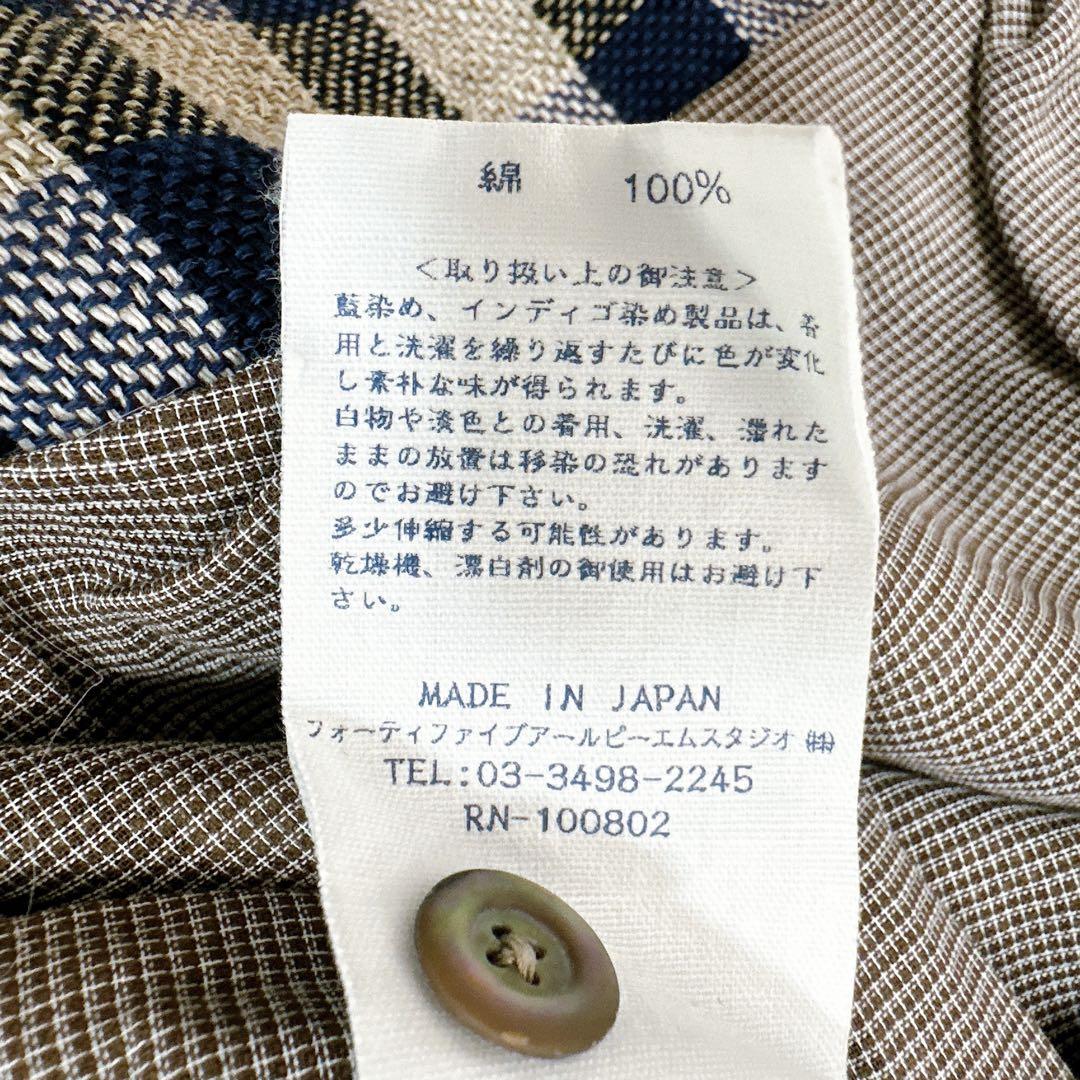 綿 100%
<取り扱い上の御注意>
藍染め、インディゴ染め製品は、着
用と洗濯を繰り返すたびに色が変化
し素朴な味が得られます。
白物や淡色との着用、洗濯、濡れた
ままの放置は移染の恐れがあります
のでお避け下さい。
多少伸縮する可能性があります。
乾燥機、漂白剤の御使用はお避け下
さい。
MADE IN JAPAN
フォーティファイブアールピーエムスタジオ㈱
TEL:03-3498-2245
RN-100802